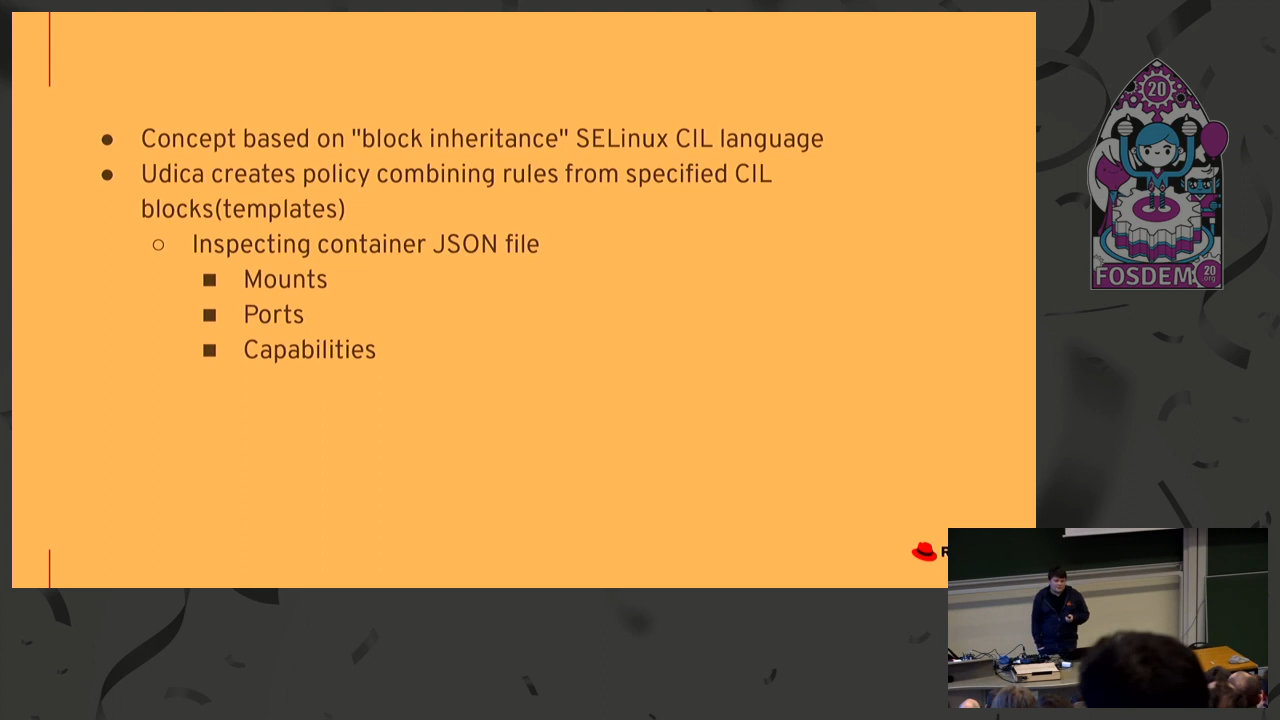 Concept based on "block inheritance" SELinux CIL language
Udica creates policy combining rules from specified CIL
blocks(templates)
Inspecting container JSON file
Mounts
Ports
Capabilities
20
FOSDEM
20
.org